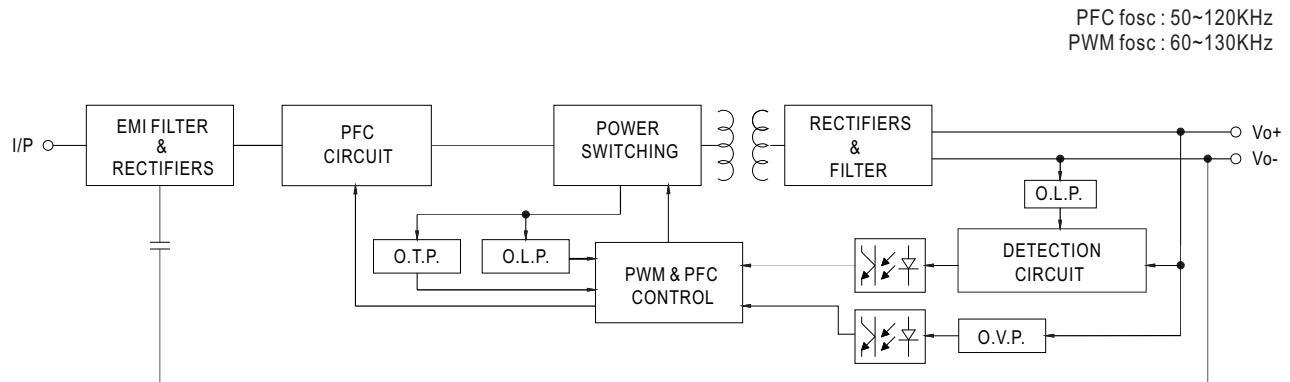 PFC fosc : 50~120KHz
PWM fosc : 60~130KHz
I/P
EMI FILTER
&
RECTIFIERS
PFC
CIRCUIT
POWER
SWITCHING
RECTIFIERS
&
FILTER
Vo+
Vo-
O.L.P.
O.T.P.
O.L.P.
PWM & PFC
CONTROL
DETECTION
CIRCUIT
O.V.P.